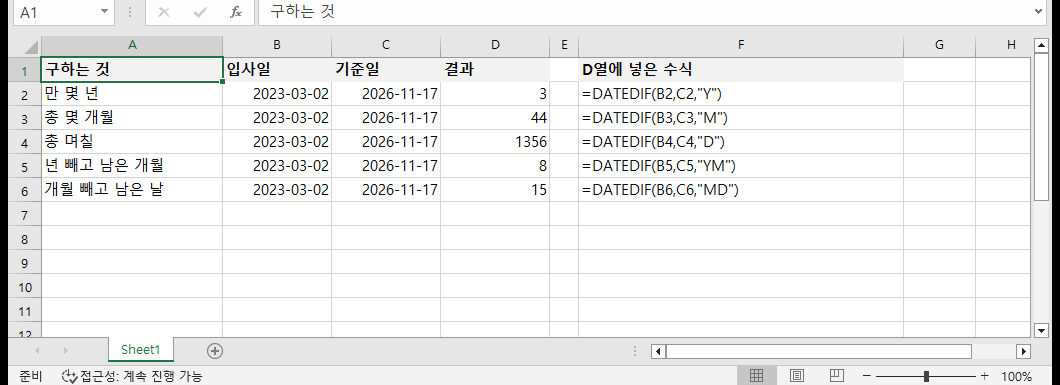 A1 fx 구하는 것
A B C D E F G H
1 구하는 것 입사일 기준일 결과 D열에 넣은 수식
2 만 몇 년 2023-03-02 2026-11-17 3 =DATEDIF(B2,C2,"Y")
3 총 몇 개월 2023-03-02 2026-11-17 44 =DATEDIF(B3,C3,"M")
4 총 며칠 2023-03-02 2026-11-17 1356 =DATEDIF(B4,C4,"D")
5 년 빼고 남은 개월 2023-03-02 2026-11-17 8 =DATEDIF(B5,C5,"YM")
6 개월 빼고 남은 날 2023-03-02 2026-11-17 15 =DATEDIF(B6,C6,"MD")
7
8
9
10
11
12
Sheet1
준비 접근성: 계속 진행 가능 100%